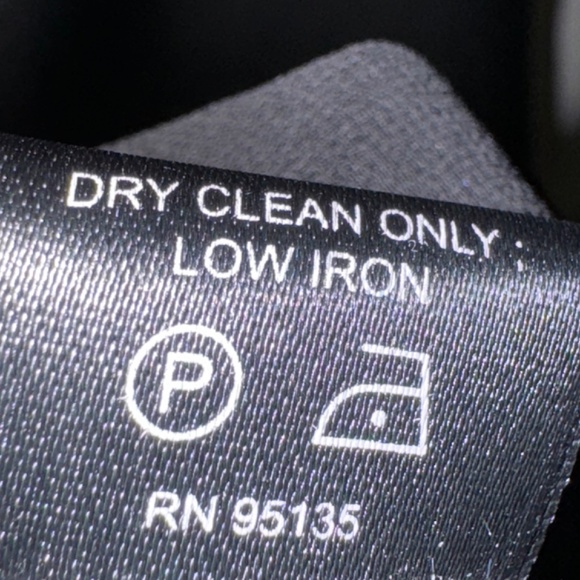 DRY CLEAN ONLY ;
LOW IRON
P
RN 95135